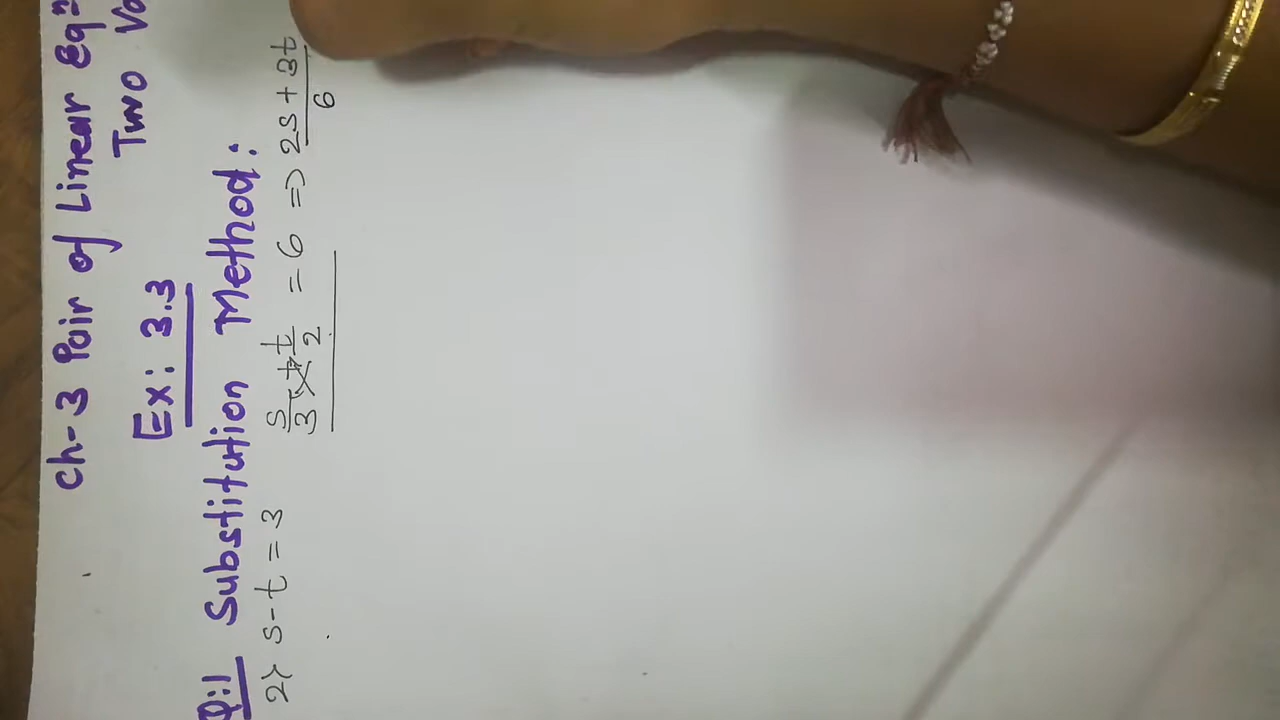 Ch-3 Pair of Linear Eqⁿ
Two
Ex: 3.3
Q:1 Substitution Method:
2) s-t=3 s/3 + t/2 = 6 => 2s+3t/6